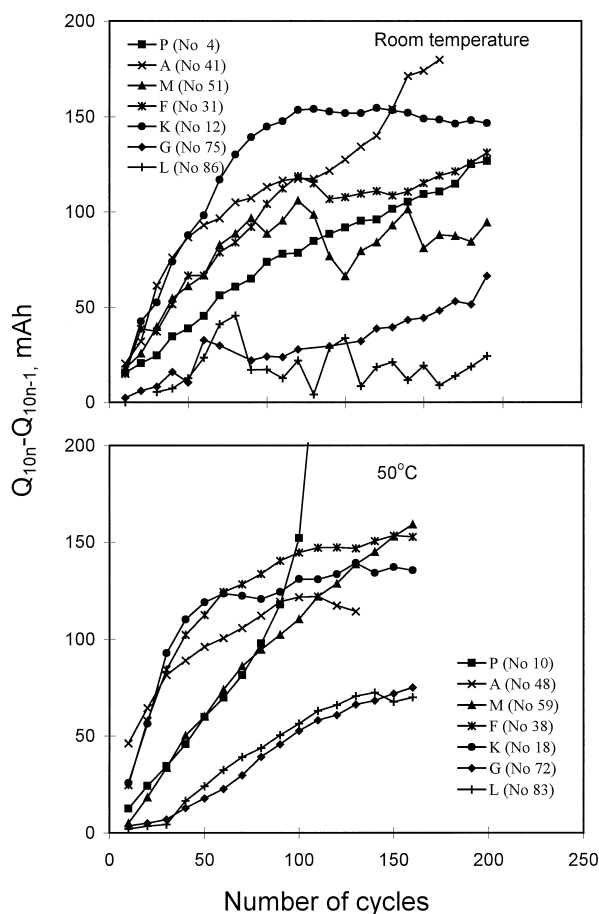 200
150
100
50
0
Room temperature
P (No 4)
A (No 41)
M (No 51)
F (No 31)
K (No 12)
G (No 75)
L (No 86)
Q10n-Q10n-1, mAh
200
150
100
50
0
50°C
P (No 10)
A (No 48)
M (No 59)
F (No 38)
K (No 18)
G (No 72)
L (No 83)
0 50 100 150 200 250
Number of cycles